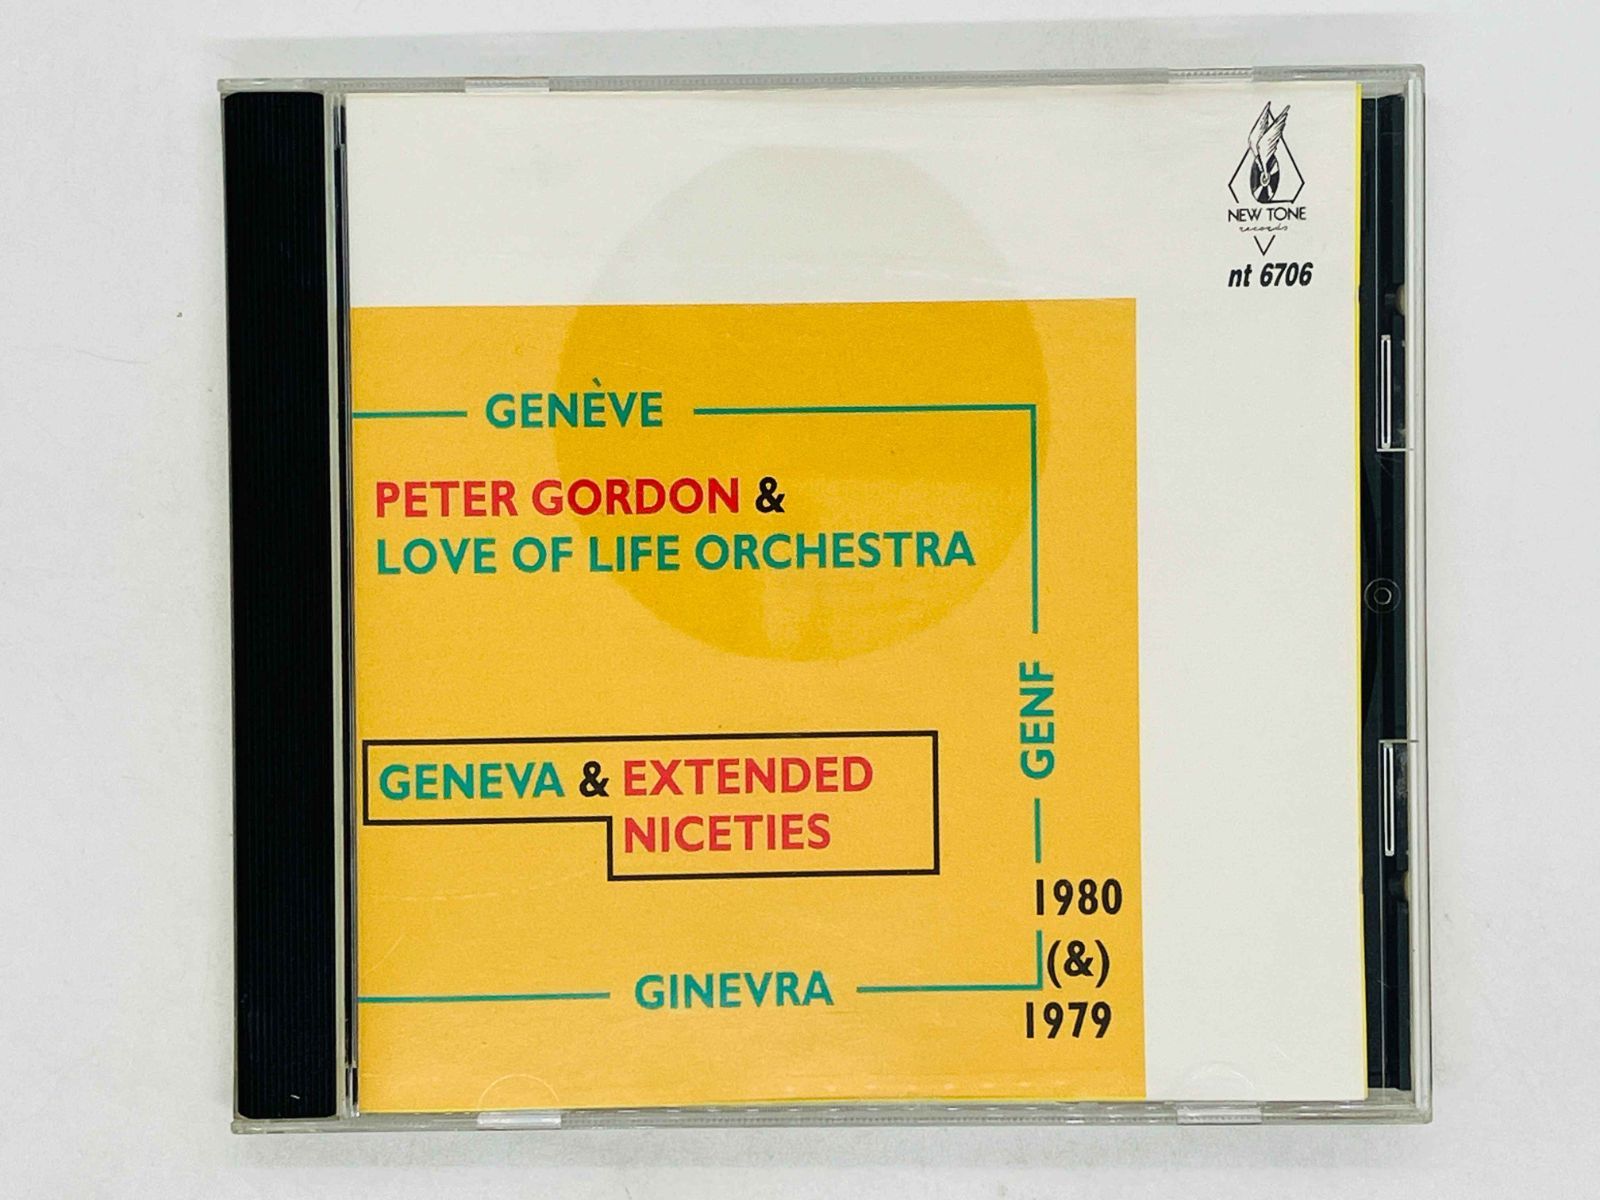 NEW TONE
records
nt 6706
GENÈVE
PETER GORDON &
LOVE OF LIFE ORCHESTRA
GENF
GENEVA & EXTENDED
NICETIES
1980
(&)
1979
GINEVRA